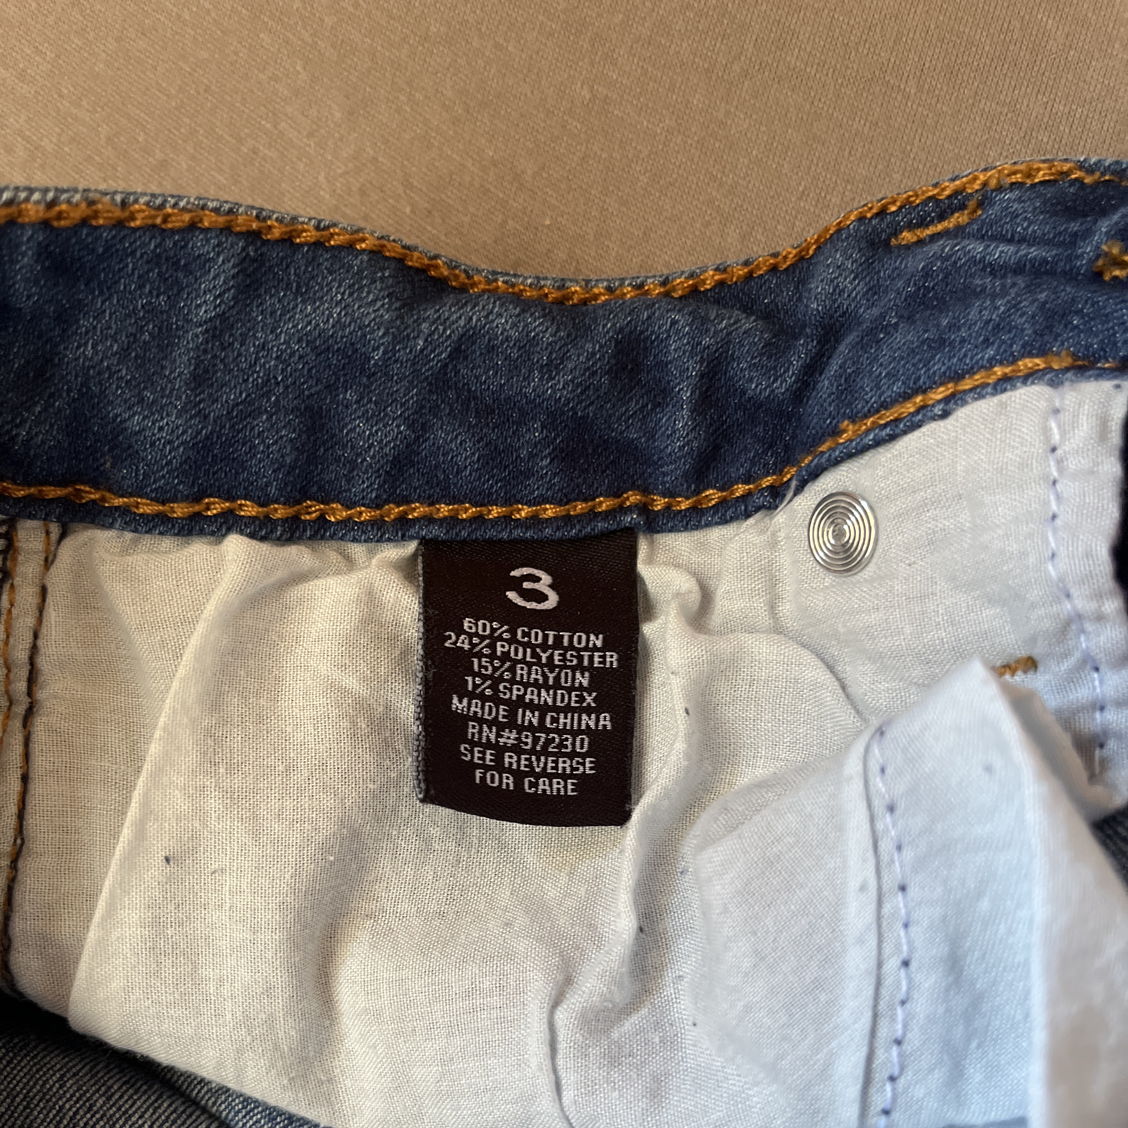 3
60% COTTON
24% POLYESTER
15% RAYON
1% SPANDEX
MADE IN CHINA
RN#97230
SEE REVERSE
FOR CARE